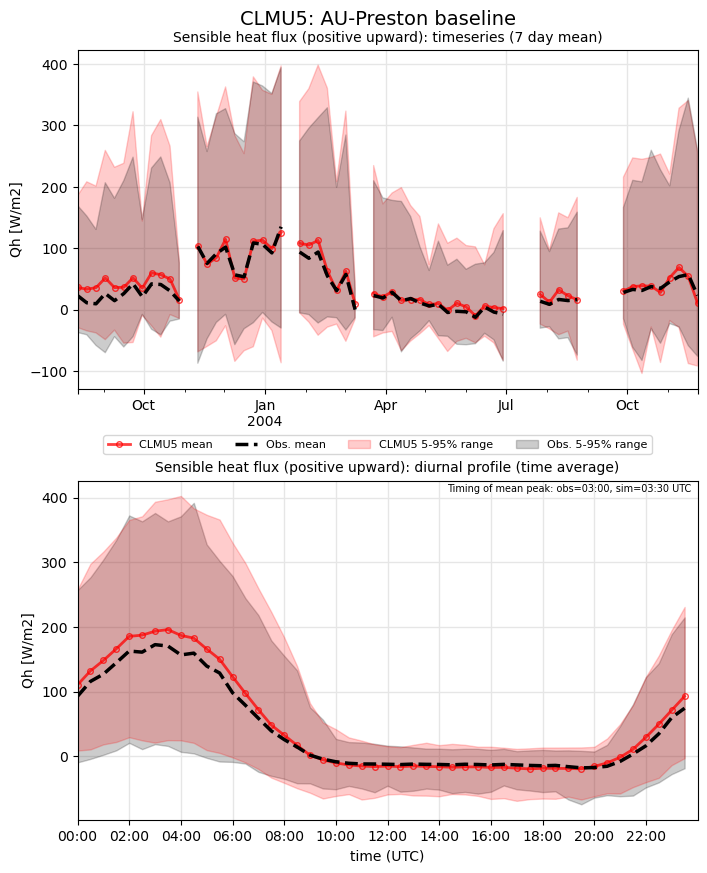 CLMU5: AU-Preston baseline
Sensible heat flux (positive upward): timeseries (7 day mean)
400
300
200
100
0
−100
Qh [W/m2]
Oct Jan Apr Jul Oct
2004
CLMU5 mean Obs. mean CLMU5 5-95% range Obs. 5-95% range
Sensible heat flux (positive upward): diurnal profile (time average)
Timing of mean peak: obs=03:00, sim=03:30 UTC
400
300
200
100
0
Qh [W/m2]
00:00 02:00 04:00 06:00 08:00 10:00 12:00 14:00 16:00 18:00 20:00 22:00
time (UTC)